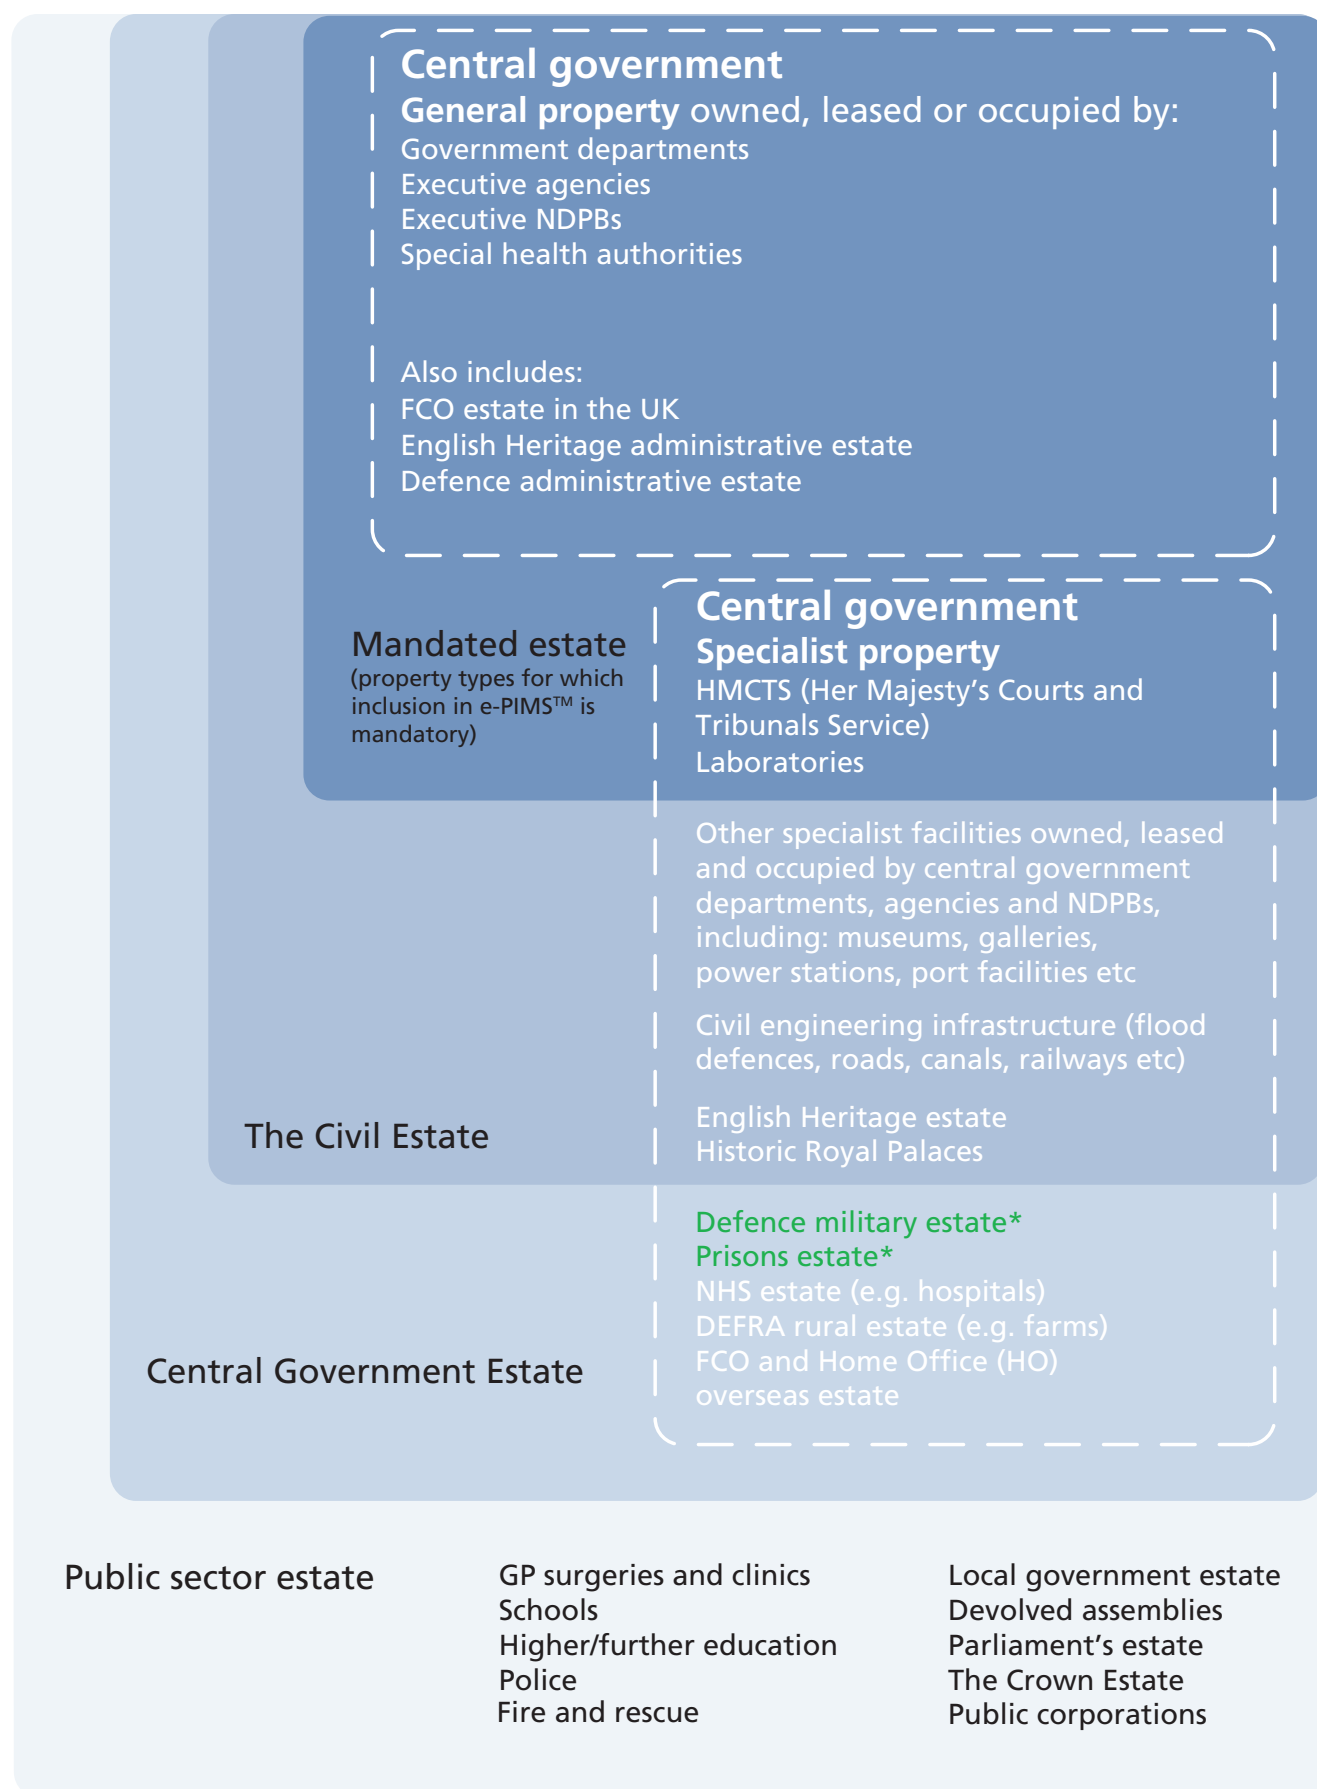 Central government
General property owned, leased or occupied by:
Government departments
Executive agencies
Executive NDPBs
Special health authorities
Also includes:
FCO estate in the UK
English Heritage administrative estate
Defence administrative estate
Mandated estate
(property types for which
inclusion in e-PIMS™ is
mandatory)
Central government
Specialist property
HMCTS (Her Majesty's Courts and
Tribunals Service)
Laboratories
Other specialist facilities owned, leased
and occupied by central government
departments, agencies and NDPBs,
including: museums, galleries,
power stations, port facilities etc
Civil engineering infrastructure (flood
defences, roads, canals, railways etc)
The Civil Estate
English Heritage estate
Historic Royal Palaces
Defence military estate*
Prisons estate*
NHS estate (e.g. hospitals)
DEFRA rural estate (e.g. farms)
FCO and Home Office (HO)
overseas estate
Central Government Estate
Public sector estate
GP surgeries and clinics
Schools
Higher/further education
Police
Fire and rescue
Local government estate
Devolved assemblies
Parliament's estate
The Crown Estate
Public corporations